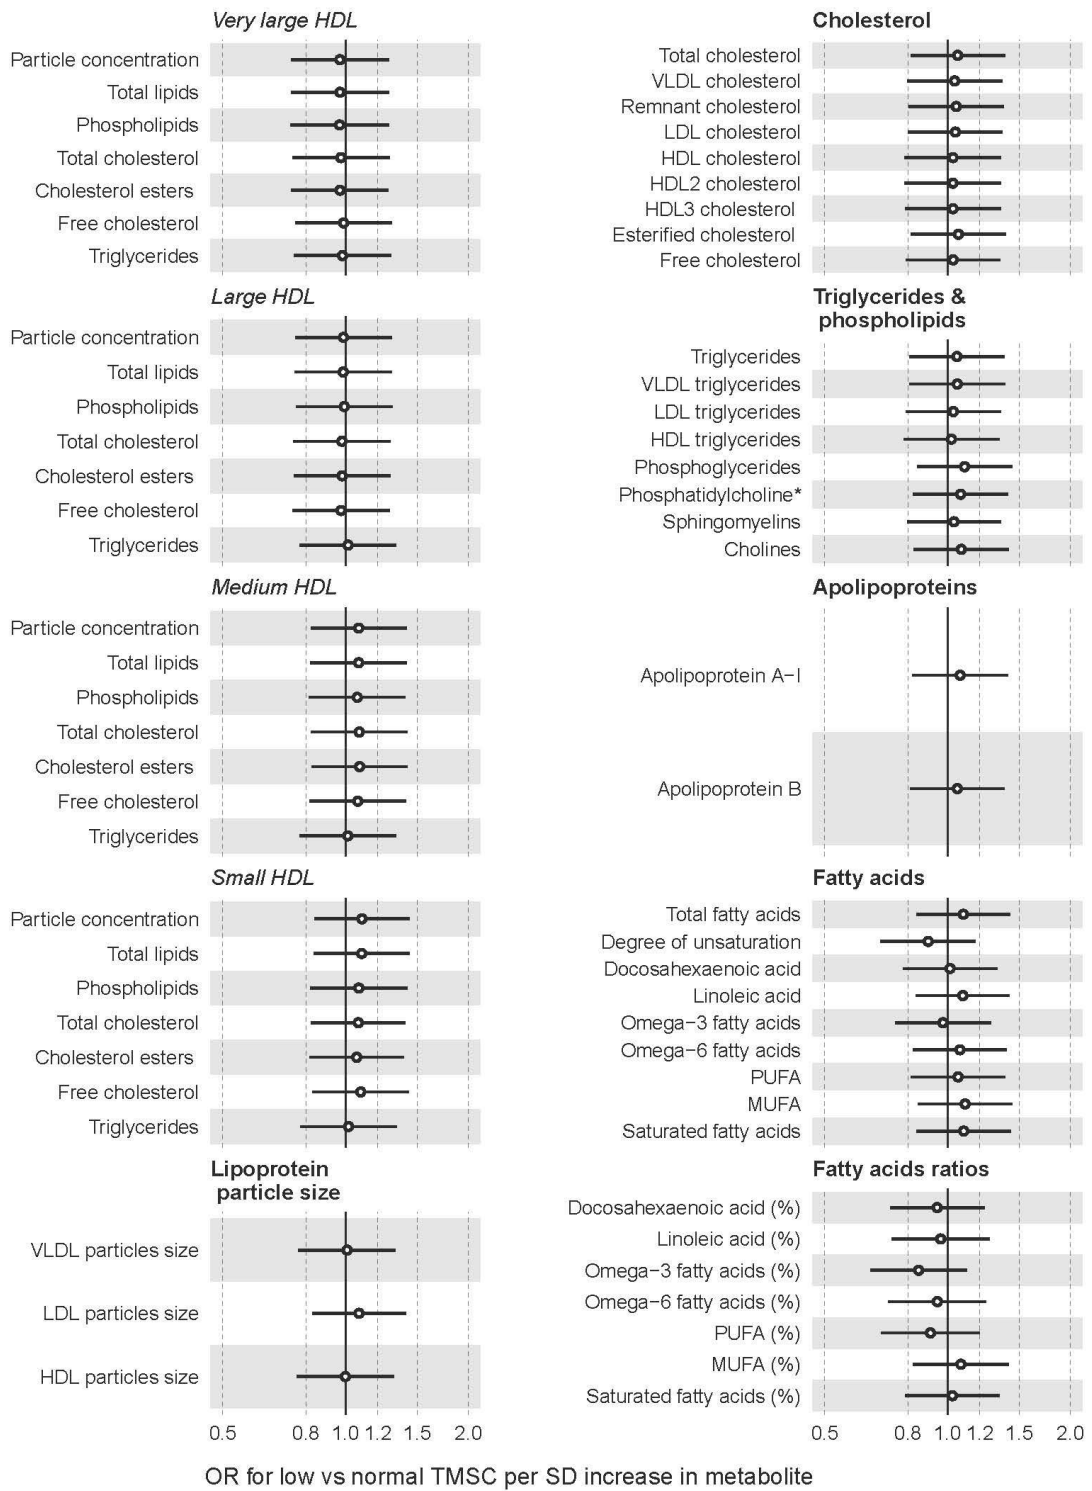 Very large HDL
Particle concentration
Total lipids
Phospholipids
Total cholesterol
Cholesterol esters
Free cholesterol
Triglycerides
Large HDL
Particle concentration
Total lipids
Phospholipids
Total cholesterol
Cholesterol esters
Free cholesterol
Triglycerides
Medium HDL
Particle concentration
Total lipids
Phospholipids
Total cholesterol
Cholesterol esters
Free cholesterol
Triglycerides
Small HDL
Particle concentration
Total lipids
Phospholipids
Total cholesterol
Cholesterol esters
Free cholesterol
Triglycerides
Lipoprotein
particle size
VLDL particles size
LDL particles size
HDL particles size
0.5 0.8 1.0 1.2 1.5 2.0
Cholesterol
Total cholesterol
VLDL cholesterol
Remnant cholesterol
LDL cholesterol
HDL cholesterol
HDL2 cholesterol
HDL3 cholesterol
Esterified cholesterol
Free cholesterol
Triglycerides &
phospholipids
Triglycerides
VLDL triglycerides
LDL triglycerides
HDL triglycerides
Phosphoglycerides
Phosphatidylcholine*
Sphingomyelins
Cholines
Apolipoproteins
Apolipoprotein A−I
Apolipoprotein B
Fatty acids
Total fatty acids
Degree of unsaturation
Docosahexaenoic acid
Linoleic acid
Omega−3 fatty acids
Omega−6 fatty acids
PUFA
MUFA
Saturated fatty acids
Fatty acids ratios
Docosahexaenoic acid (%)
Linoleic acid (%)
Omega−3 fatty acids (%)
Omega−6 fatty acids (%)
PUFA (%)
MUFA (%)
Saturated fatty acids (%)
0.5 0.8 1.0 1.2 1.5 2.0
OR for low vs normal TMSC per SD increase in metabolite